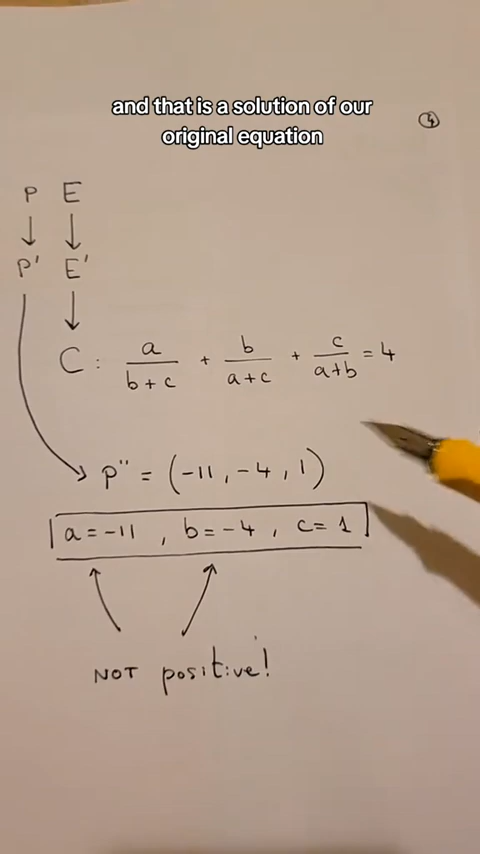 and that is a solution of our
original equation
4
P E
P' E'
C : a/(b+c) + b/(a+c) + c/(a+b) = 4
P'' = (-11, -4, 1)
a = -11 , b = -4 , c = 1
NOT positive!